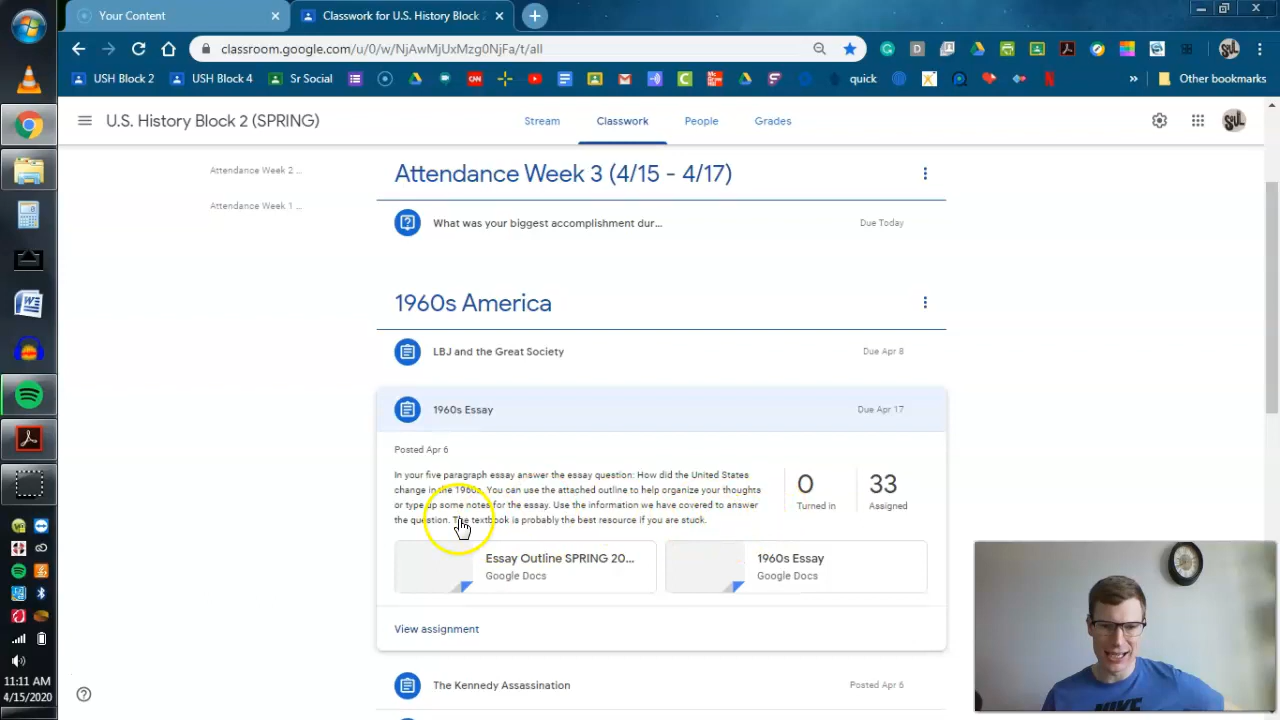 Your Content
Classwork for U.S. History Block 2
classroom.google.com/u/0/w/NjAwMjUxMzg0NjFa/t/all
USH Block 2
USH Block 4
Sr Social
CNN
quick
Other bookmarks
U.S. History Block 2 (SPRING)
Stream
Classwork
People
Grades
Attendance Week 2 ...
Attendance Week 1 ...
Attendance Week 3 (4/15 - 4/17)
What was your biggest accomplishment dur...
Due Today
1960s America
LBJ and the Great Society
Due Apr 8
1960s Essay
Due Apr 17
Posted Apr 6
In your five paragraph essay answer the essay question: How did the United States
change in the 1960s. You can use the attached outline to help organize your thoughts
or type up some notes for the essay. Use the information we have covered to answer
the question. The textbook is probably the best resource if you are stuck.
0
Turned in
33
Assigned
Essay Outline SPRING 20...
Google Docs
1960s Essay
Google Docs
View assignment
The Kennedy Assassination
Posted Apr 6
11:11 AM
4/15/2020
NIKE